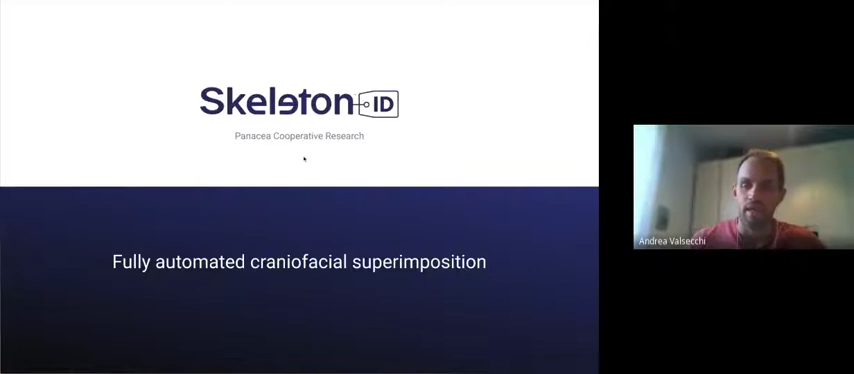 Skeleton ID
Panacea Cooperative Research
Fully automated craniofacial superimposition
Andrea Valsecchi